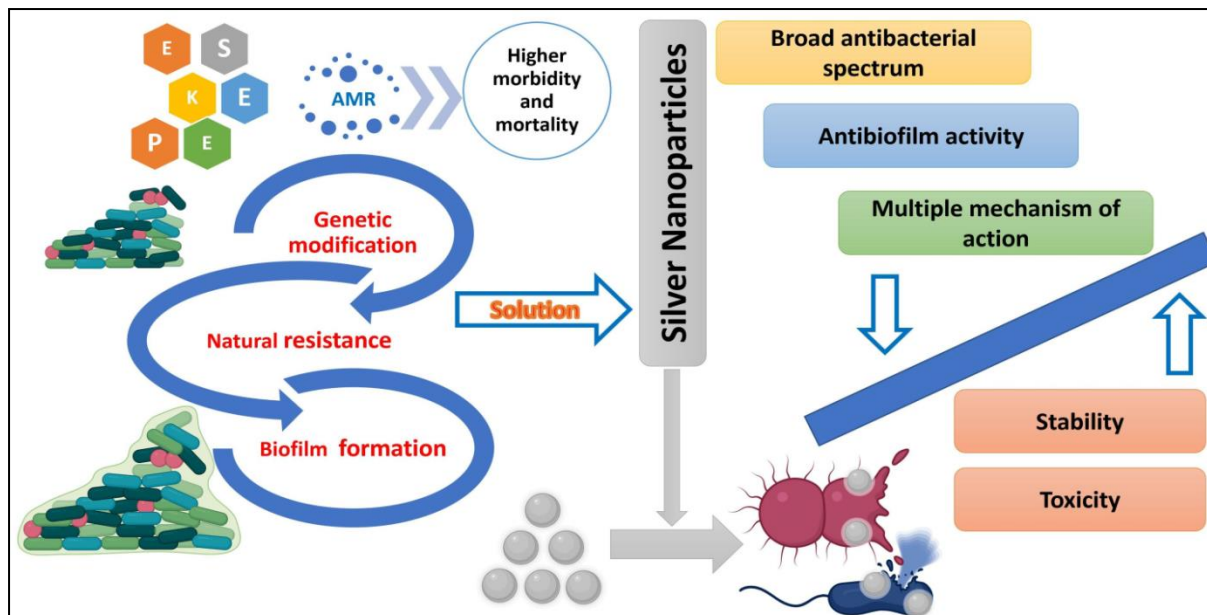 E S
K E
P E
AMR
Higher
morbidity
and
mortality
Genetic
modification
Natural resistance
Biofilm formation
Solution
Silver Nanoparticles
Broad antibacterial
spectrum
Antibiofilm activity
Multiple mechanism of
action
Stability
Toxicity